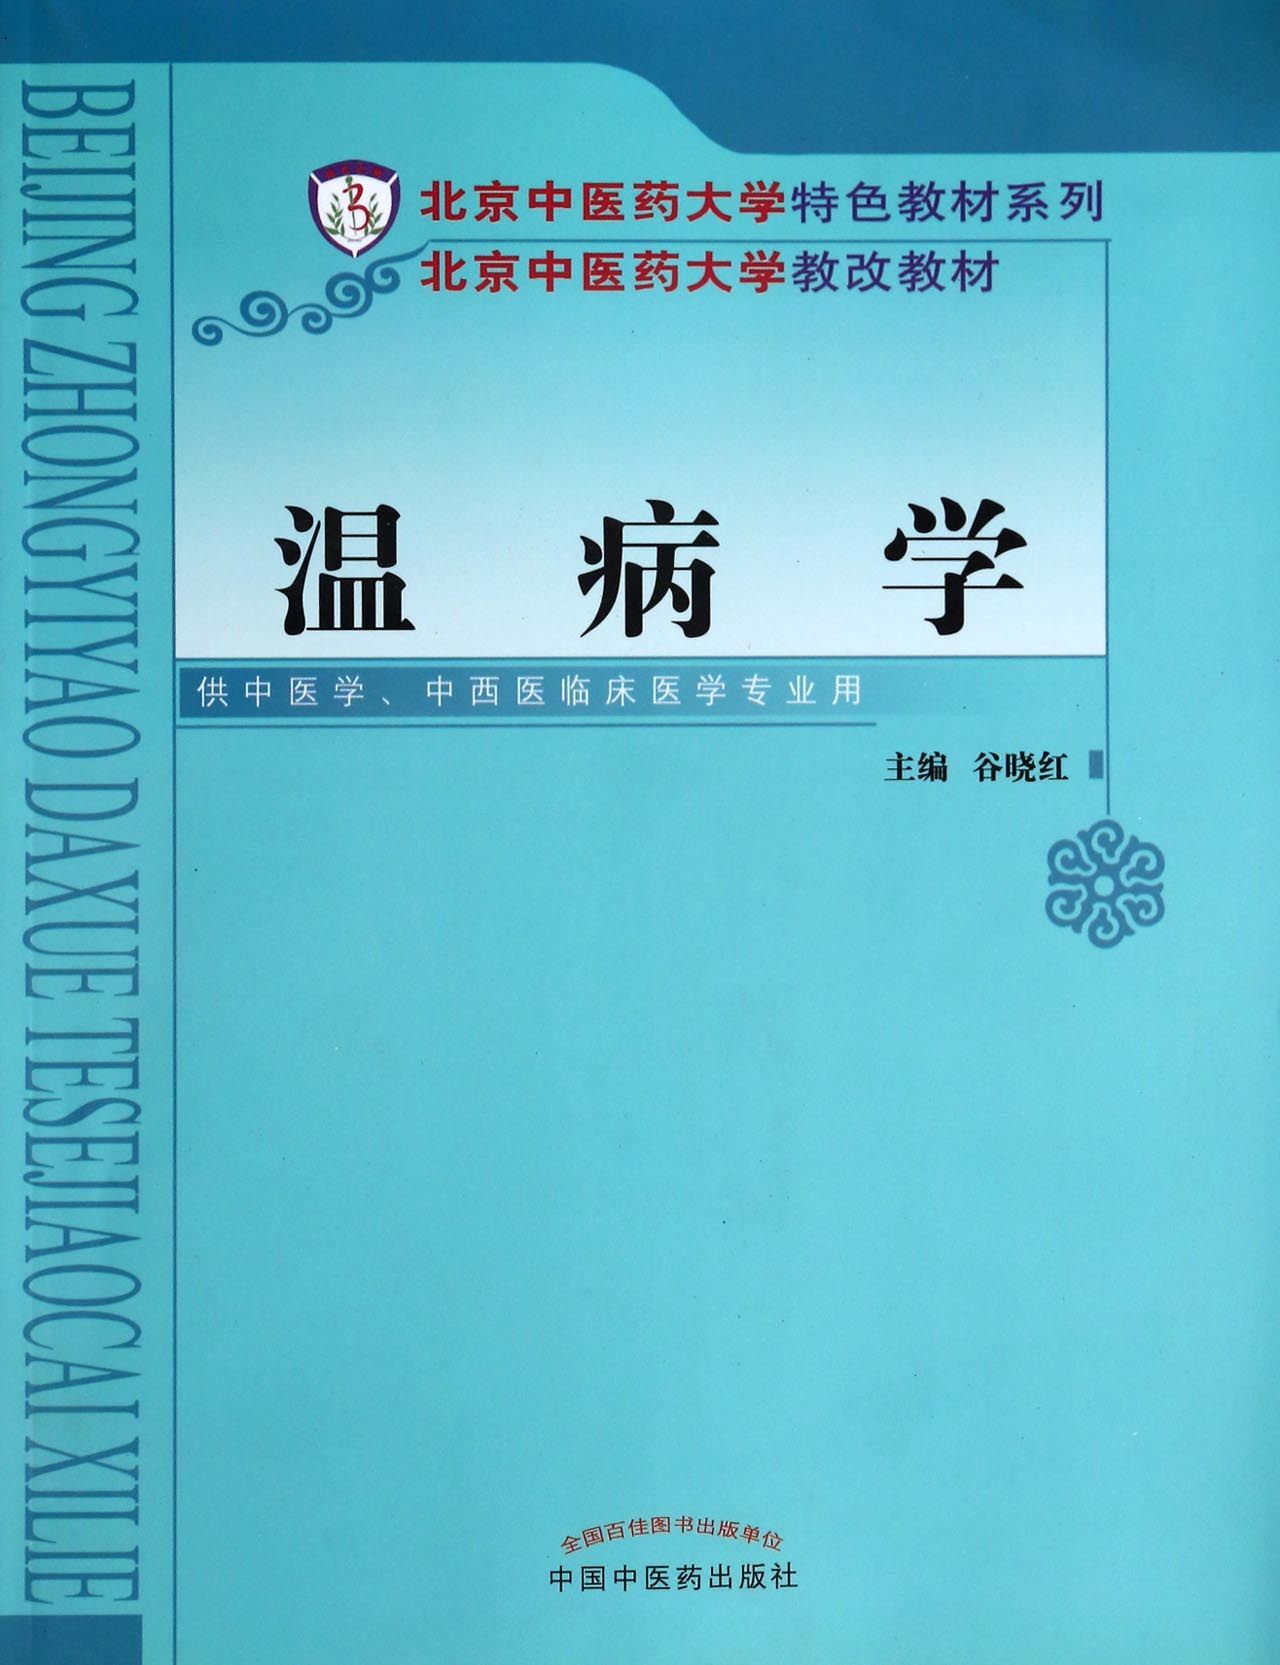 北京中医药大学特色教材系列
北京中医药大学教改教材
温病学
供中医学、中西医临床医学专业用
主编 谷晓红
BEIJING ZHONGYIYAO DAXUE TESEJIAOCAI XILIE
全国百佳图书出版单位
中国中医药出版社